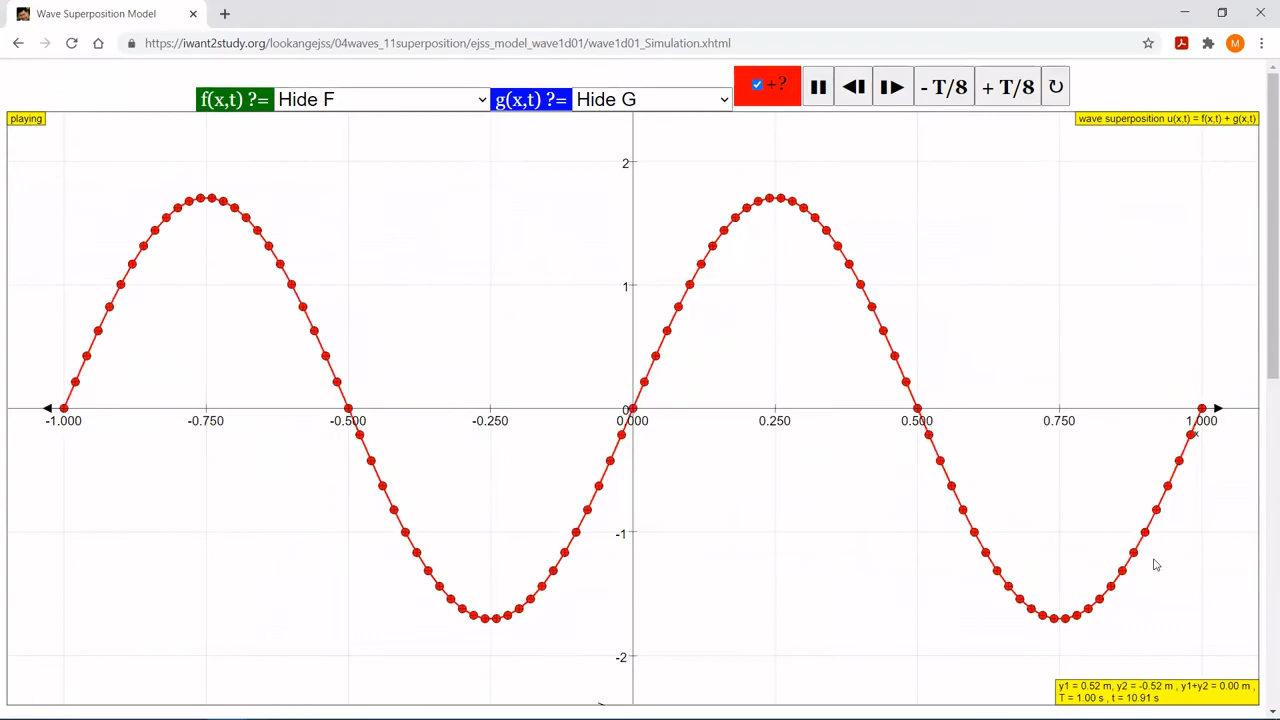 Wave Superposition Model
https://iwant2study.org/lookangejss/04waves_11superposition/ejss_model_wave1d01/wave1d01_Simulation.xhtml
M
f(x,t) ?= Hide F g(x,t) ?= Hide G +? - T/8 + T/8
playing
wave superposition u(x,t) = f(x,t) + g(x,t)
2
1
0
-1.000 -0.750 -0.500 -0.250 0.000 0.250 0.500 0.750 1.000
x
-1
-2
y1 = 0.52 m, y2 = -0.52 m , y1+y2 = 0.00 m ,
T = 1.00 s , t = 10.91 s